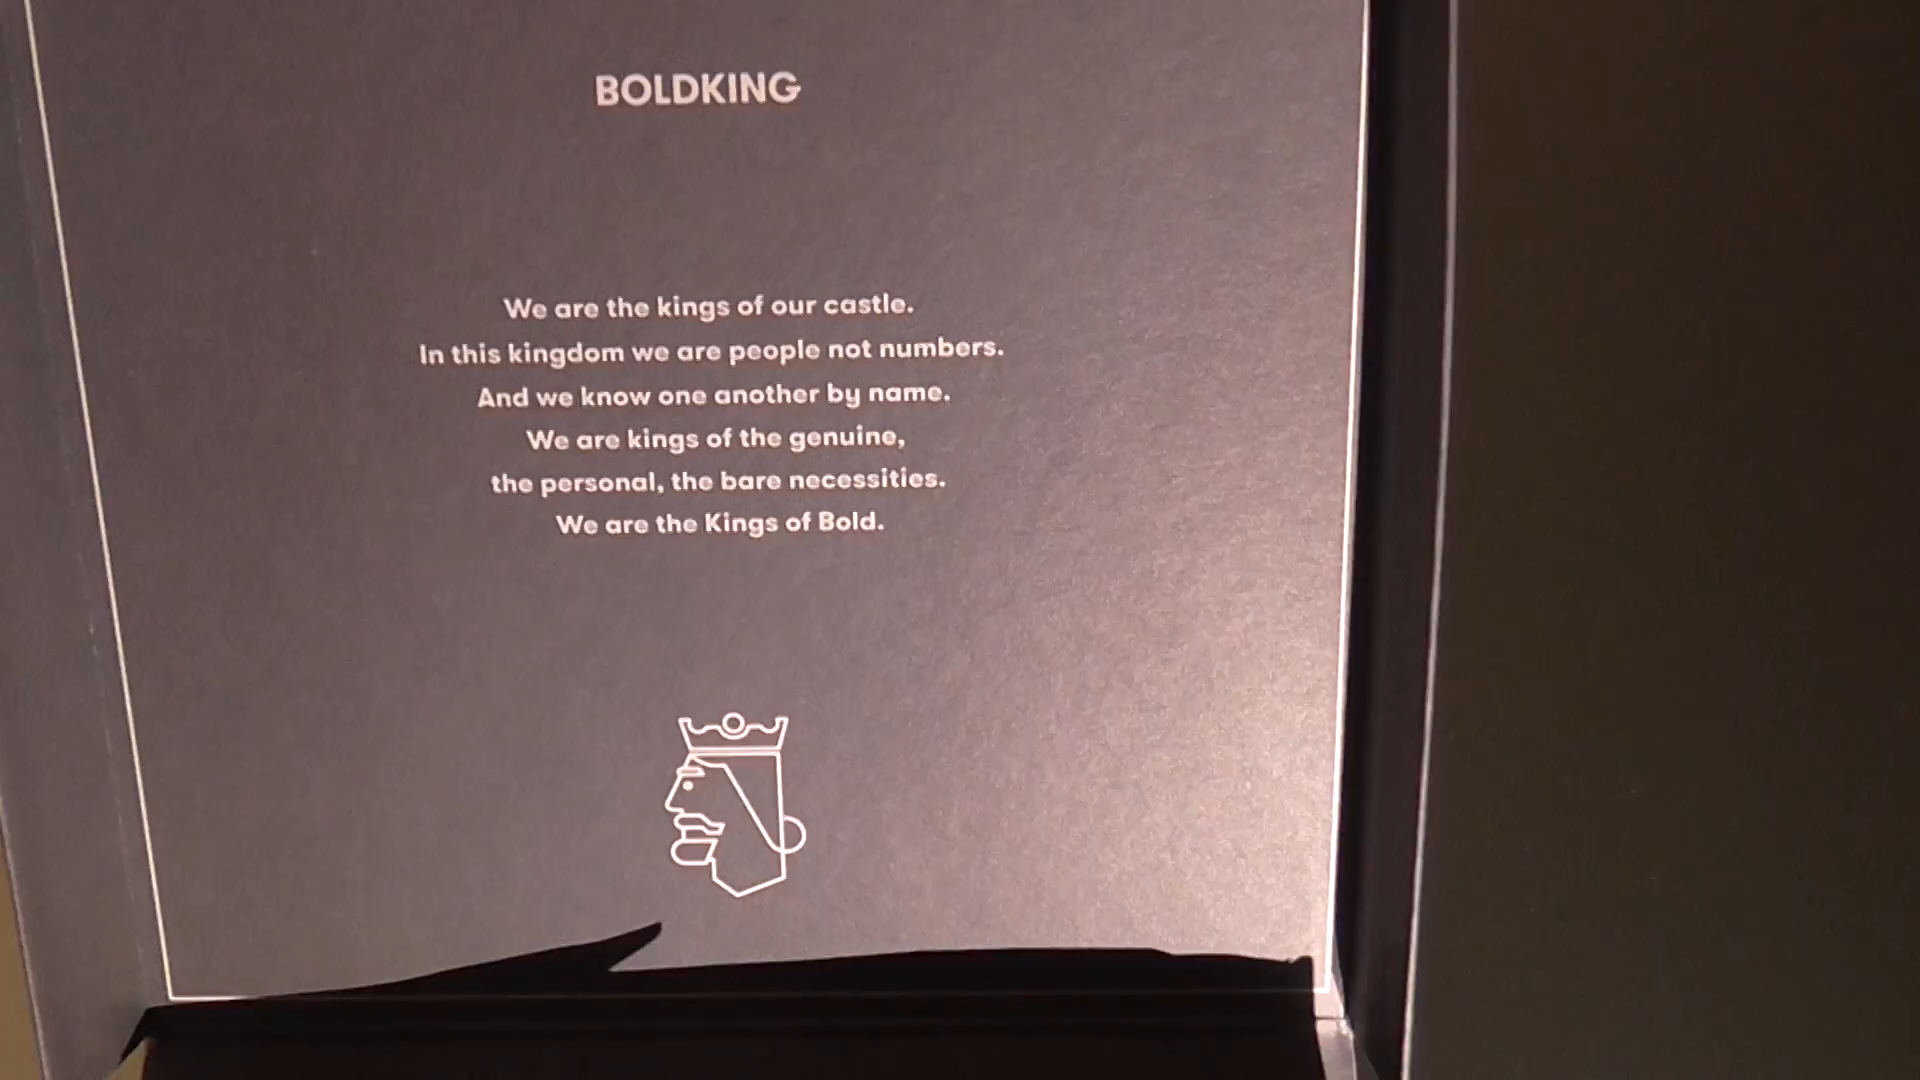 BOLDKING
We are the kings of our castle.
In this kingdom we are people not numbers.
And we know one another by name.
We are kings of the genuine,
the personal, the bare necessities.
We are the Kings of Bold.